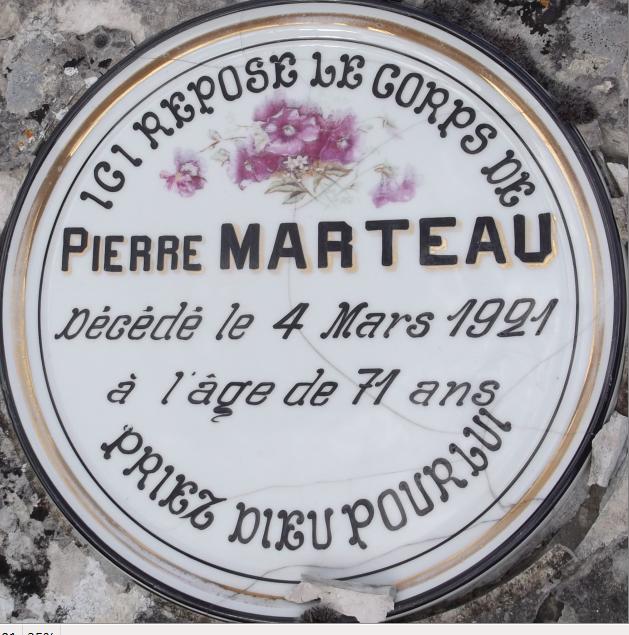 ICI REPOSE LE CORPS DE
PIERRE MARTEAU
Décédé le 4 Mars 1921
à l'âge de 71 ans
PRIEZ DIEU POUR LUI